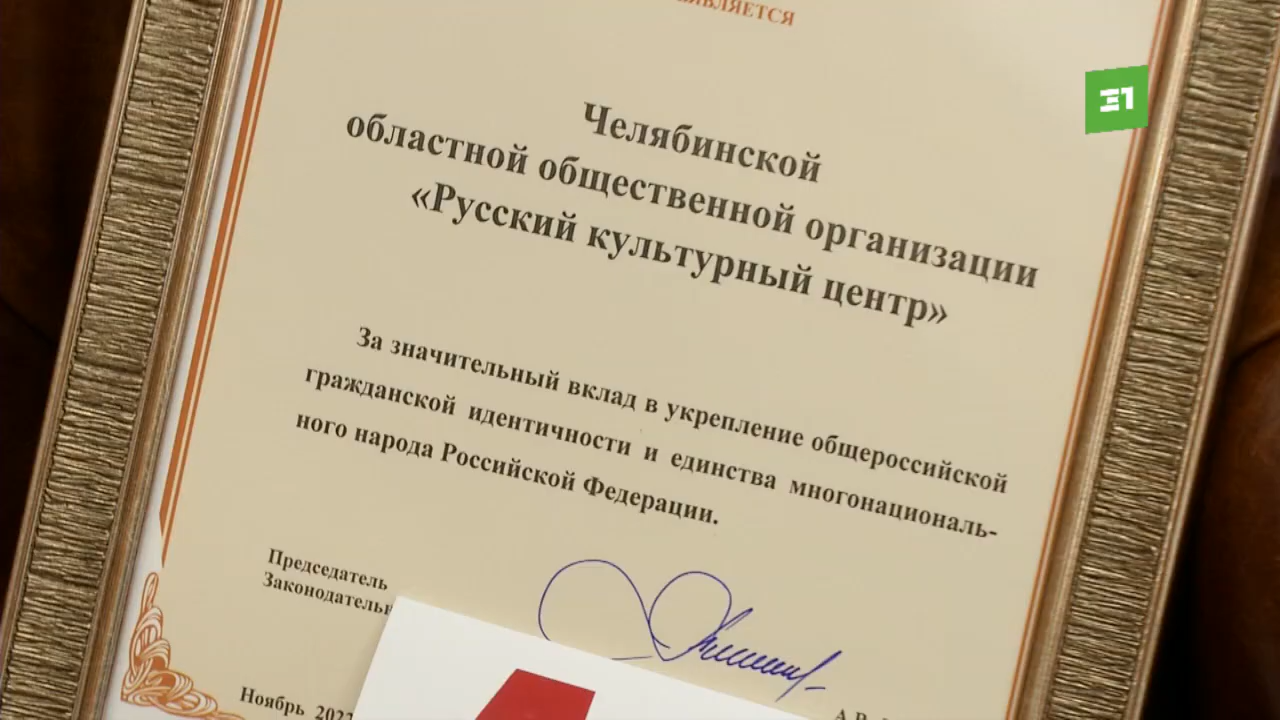 Челябинской
областной общественной организации
«Русский культурный центр»
За значительный вклад в укрепление общероссийской
гражданской идентичности и единства многонациональ-
ного народа Российской Федерации.
Председатель
Ноябрь
31